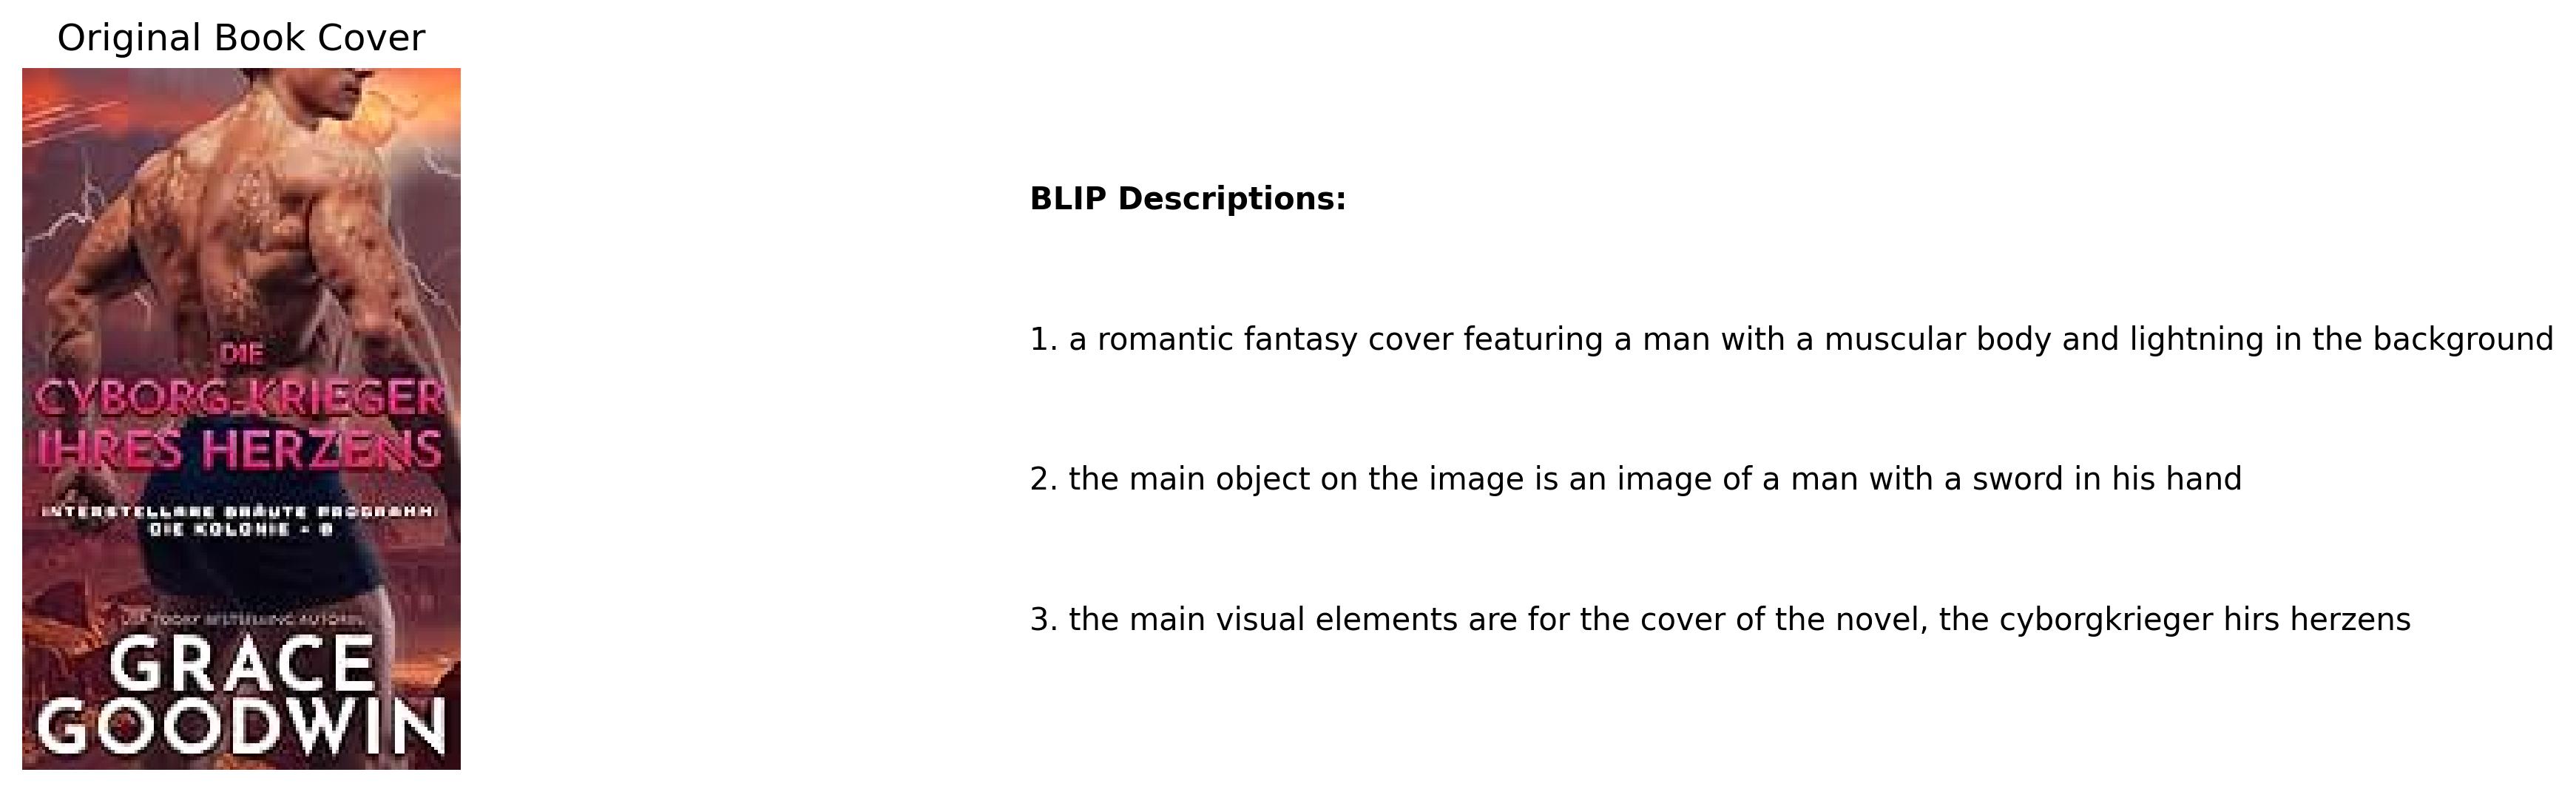 Original Book Cover
DIE
CYBORG-KRIEGER
IHRES HERZENS
INTERSTELLARE BRÄUTE PROGRAMM:
DIE KOLONIE - 8
USA TODAY BESTSELLING AUTORIN
GRACE
GOODWIN
BLIP Descriptions:
1. a romantic fantasy cover featuring a man with a muscular body and lightning in the background
2. the main object on the image is an image of a man with a sword in his hand
3. the main visual elements are for the cover of the novel, the cyborgkrieger hirs herzens